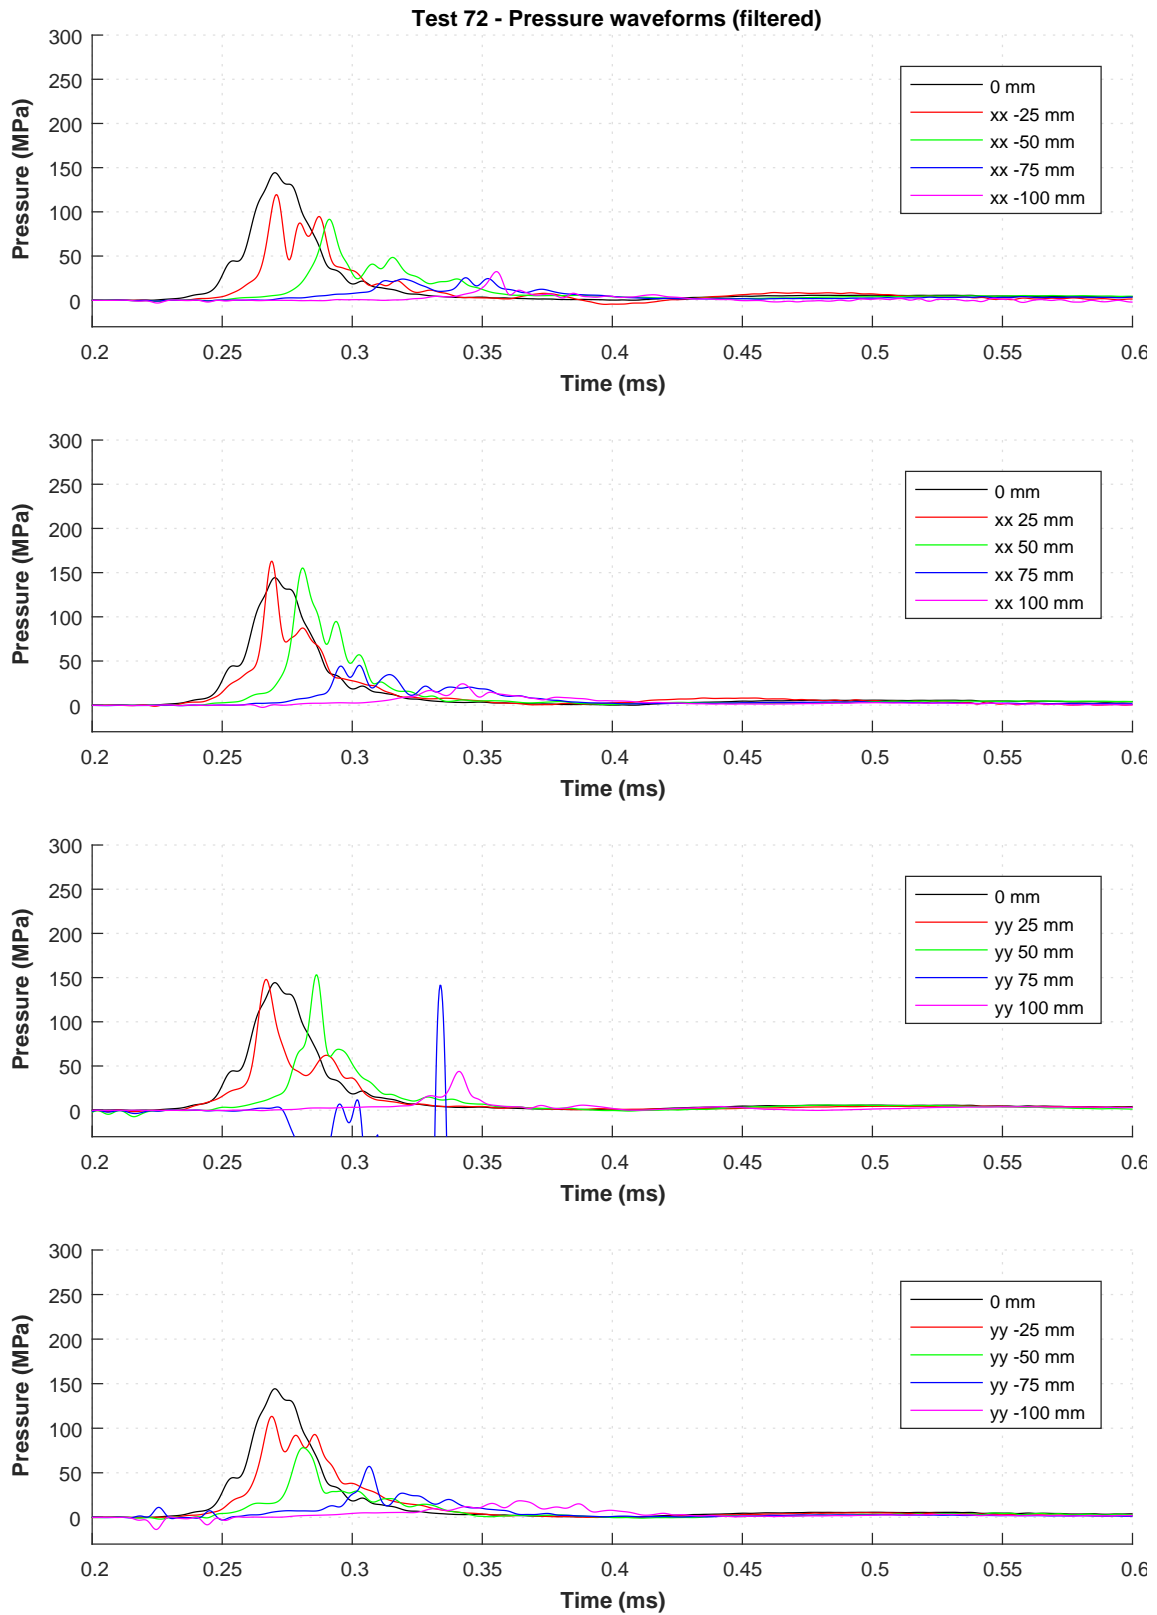 Test 72 - Pressure waveforms (filtered)
300
250
200
150
100
50
0
Pressure (MPa)
0 mm
xx -25 mm
xx -50 mm
xx -75 mm
xx -100 mm
0.2 0.25 0.3 0.35 0.4 0.45 0.5 0.55 0.6
Time (ms)
300
250
200
150
100
50
0
Pressure (MPa)
0 mm
xx 25 mm
xx 50 mm
xx 75 mm
xx 100 mm
0.2 0.25 0.3 0.35 0.4 0.45 0.5 0.55 0.6
Time (ms)
300
250
200
150
100
50
0
Pressure (MPa)
0 mm
yy 25 mm
yy 50 mm
yy 75 mm
yy 100 mm
0.2 0.25 0.3 0.35 0.4 0.45 0.5 0.55 0.6
Time (ms)
300
250
200
150
100
50
0
Pressure (MPa)
0 mm
yy -25 mm
yy -50 mm
yy -75 mm
yy -100 mm
0.2 0.25 0.3 0.35 0.4 0.45 0.5 0.55 0.6
Time (ms)